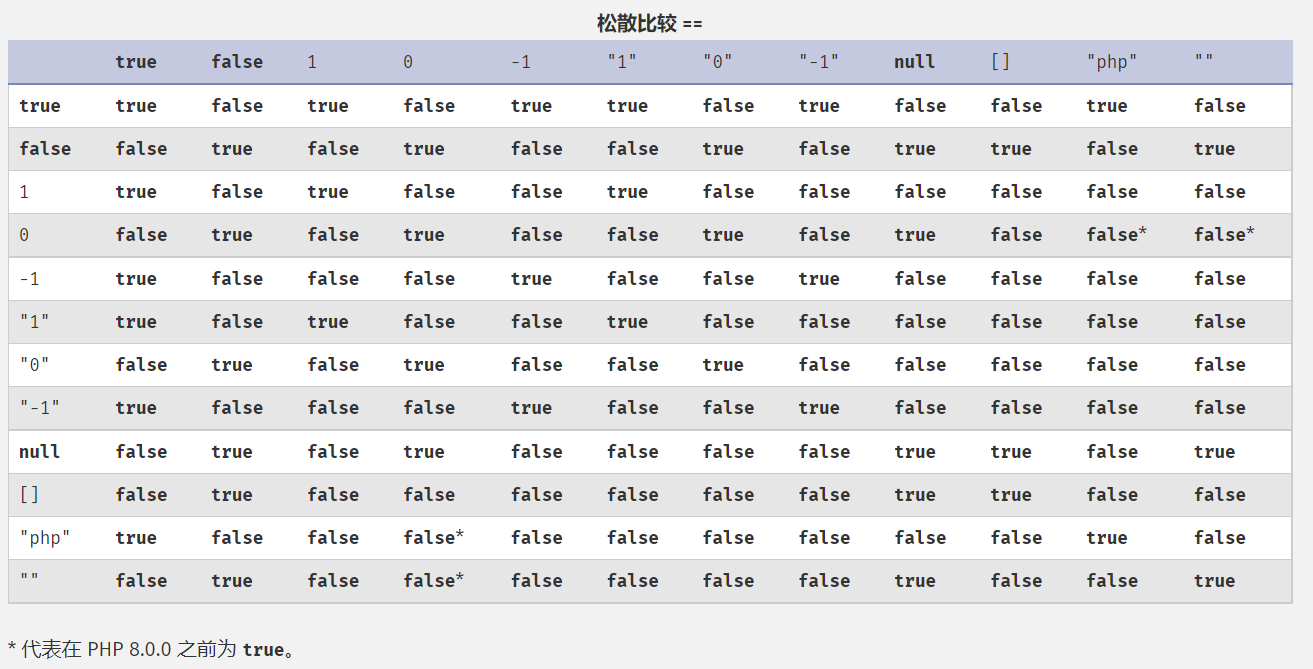 松散比较 ==
true false 1 0 -1 "1" "0" "-1" null [] "php" ""
true true false true false true true false true false false true false
false false true false true false false true false true true false true
1 true false true false false true false false false false false false
0 false true false true false false true false true false false* false*
-1 true false false false true false false true false false false false
"1" true false true false false true false false false false false false
"0" false true false true false false true false false false false false
"-1" true false false false true false false true false false false false
null false true false true false false false false true true false true
[] false true false false false false false false true true false false
"php" true false false false* false false false false false false true false
"" false true false false* false false false false true false false true
* 代表在 PHP 8.0.0 之前为 true。